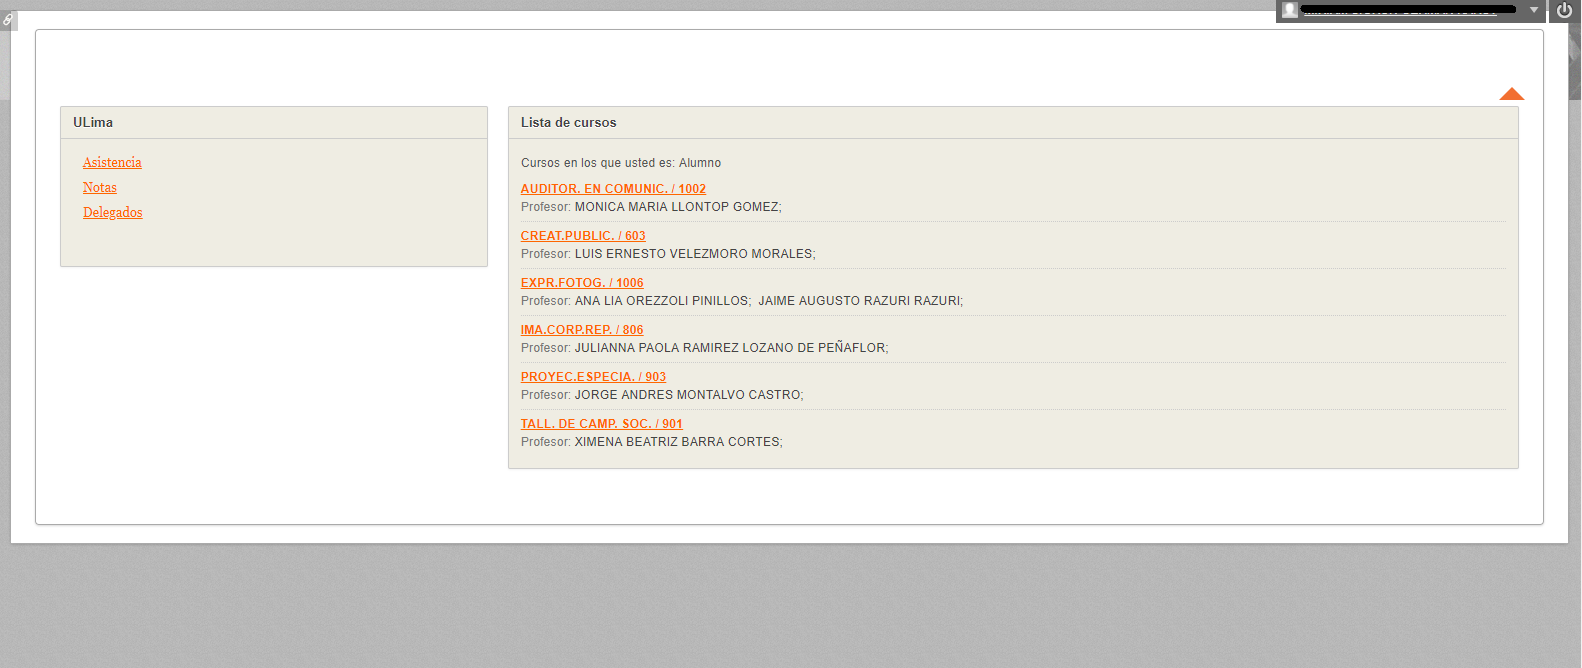 ULima
Asistencia
Notas
Delegados
Lista de cursos
Cursos en los que usted es: Alumno
AUDITOR. EN COMUNIC. / 1002
Profesor: MONICA MARIA LLONTOP GOMEZ;
CREAT.PUBLIC. / 603
Profesor: LUIS ERNESTO VELEZMORO MORALES;
EXPR.FOTOG. / 1006
Profesor: ANA LIA OREZZOLI PINILLOS; JAIME AUGUSTO RAZURI RAZURI;
IMA.CORP.REP. / 806
Profesor: JULIANNA PAOLA RAMIREZ LOZANO DE PEÑAFLOR;
PROYEC.ESPECIA. / 903
Profesor: JORGE ANDRES MONTALVO CASTRO;
TALL. DE CAMP. SOC. / 901
Profesor: XIMENA BEATRIZ BARRA CORTES;